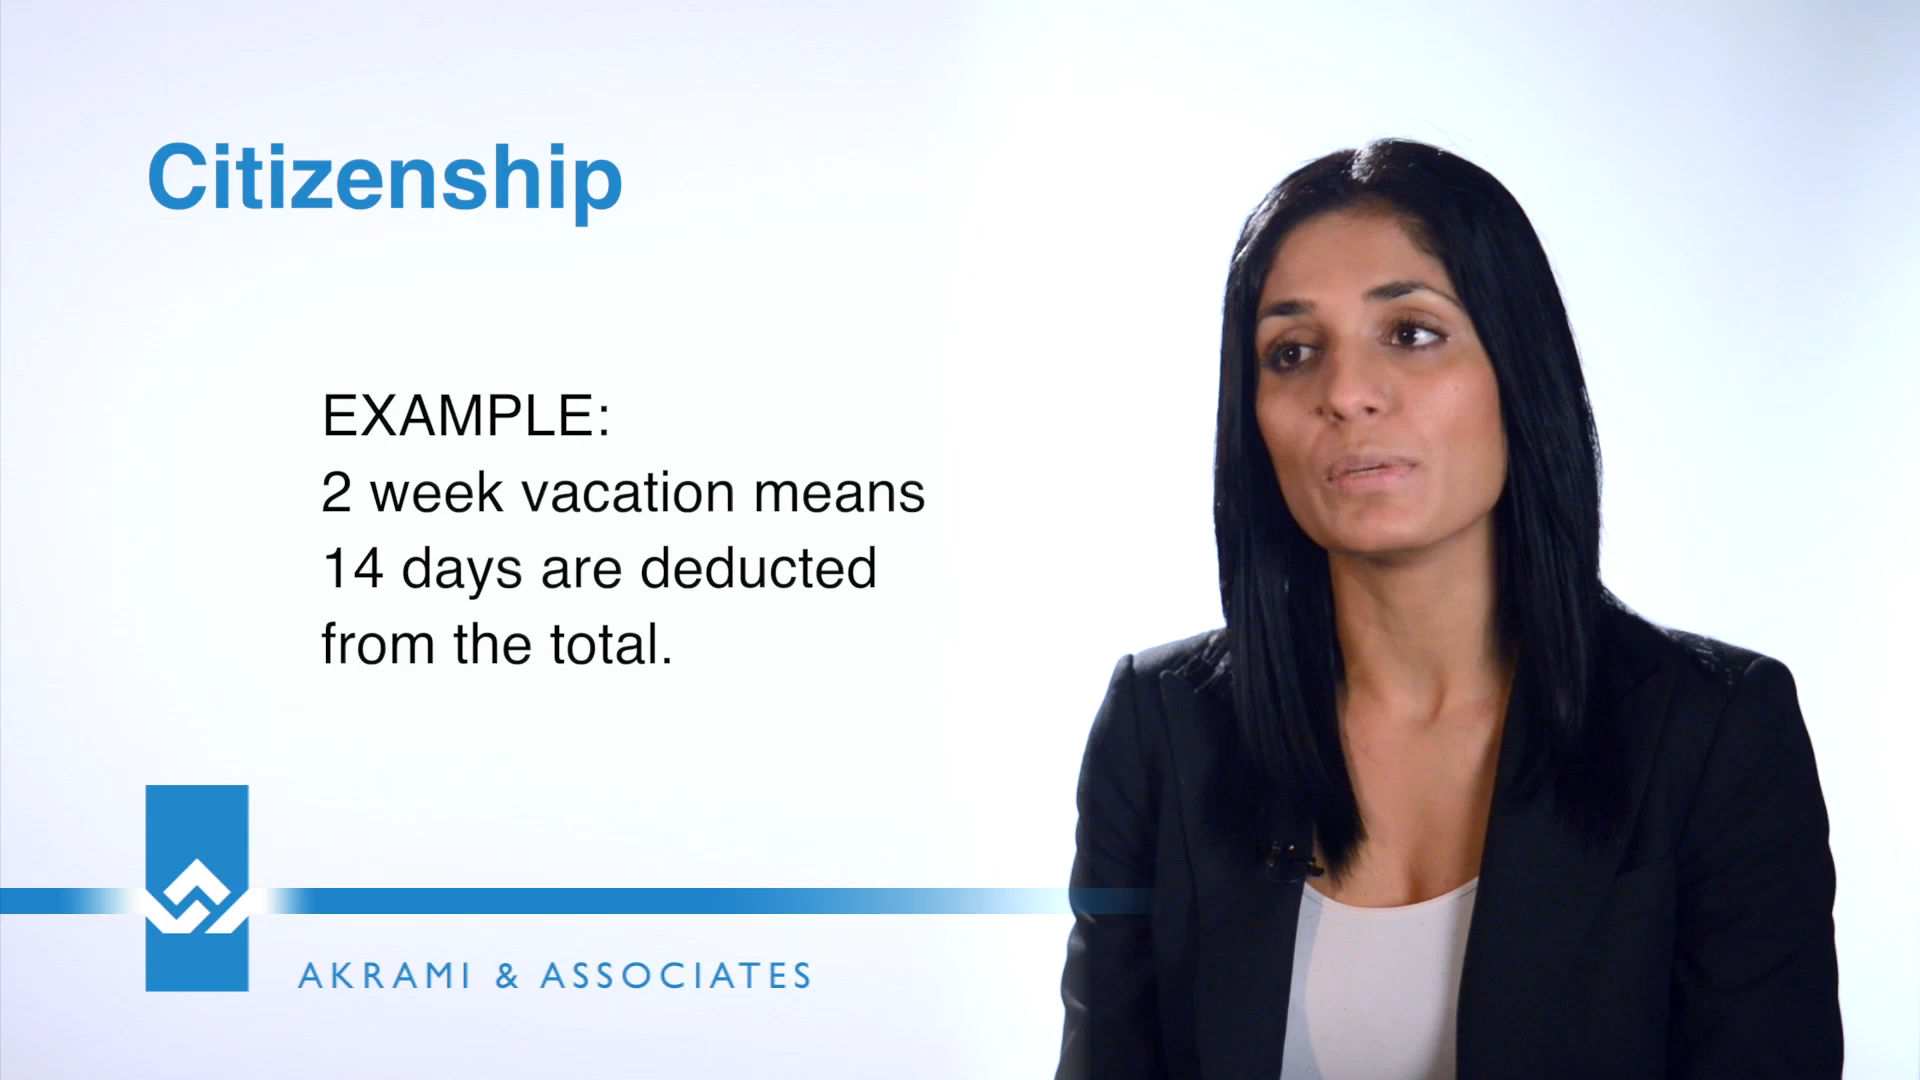 Citizenship
EXAMPLE:
2 week vacation means
14 days are deducted
from the total.
AKRAMI & ASSOCIATES